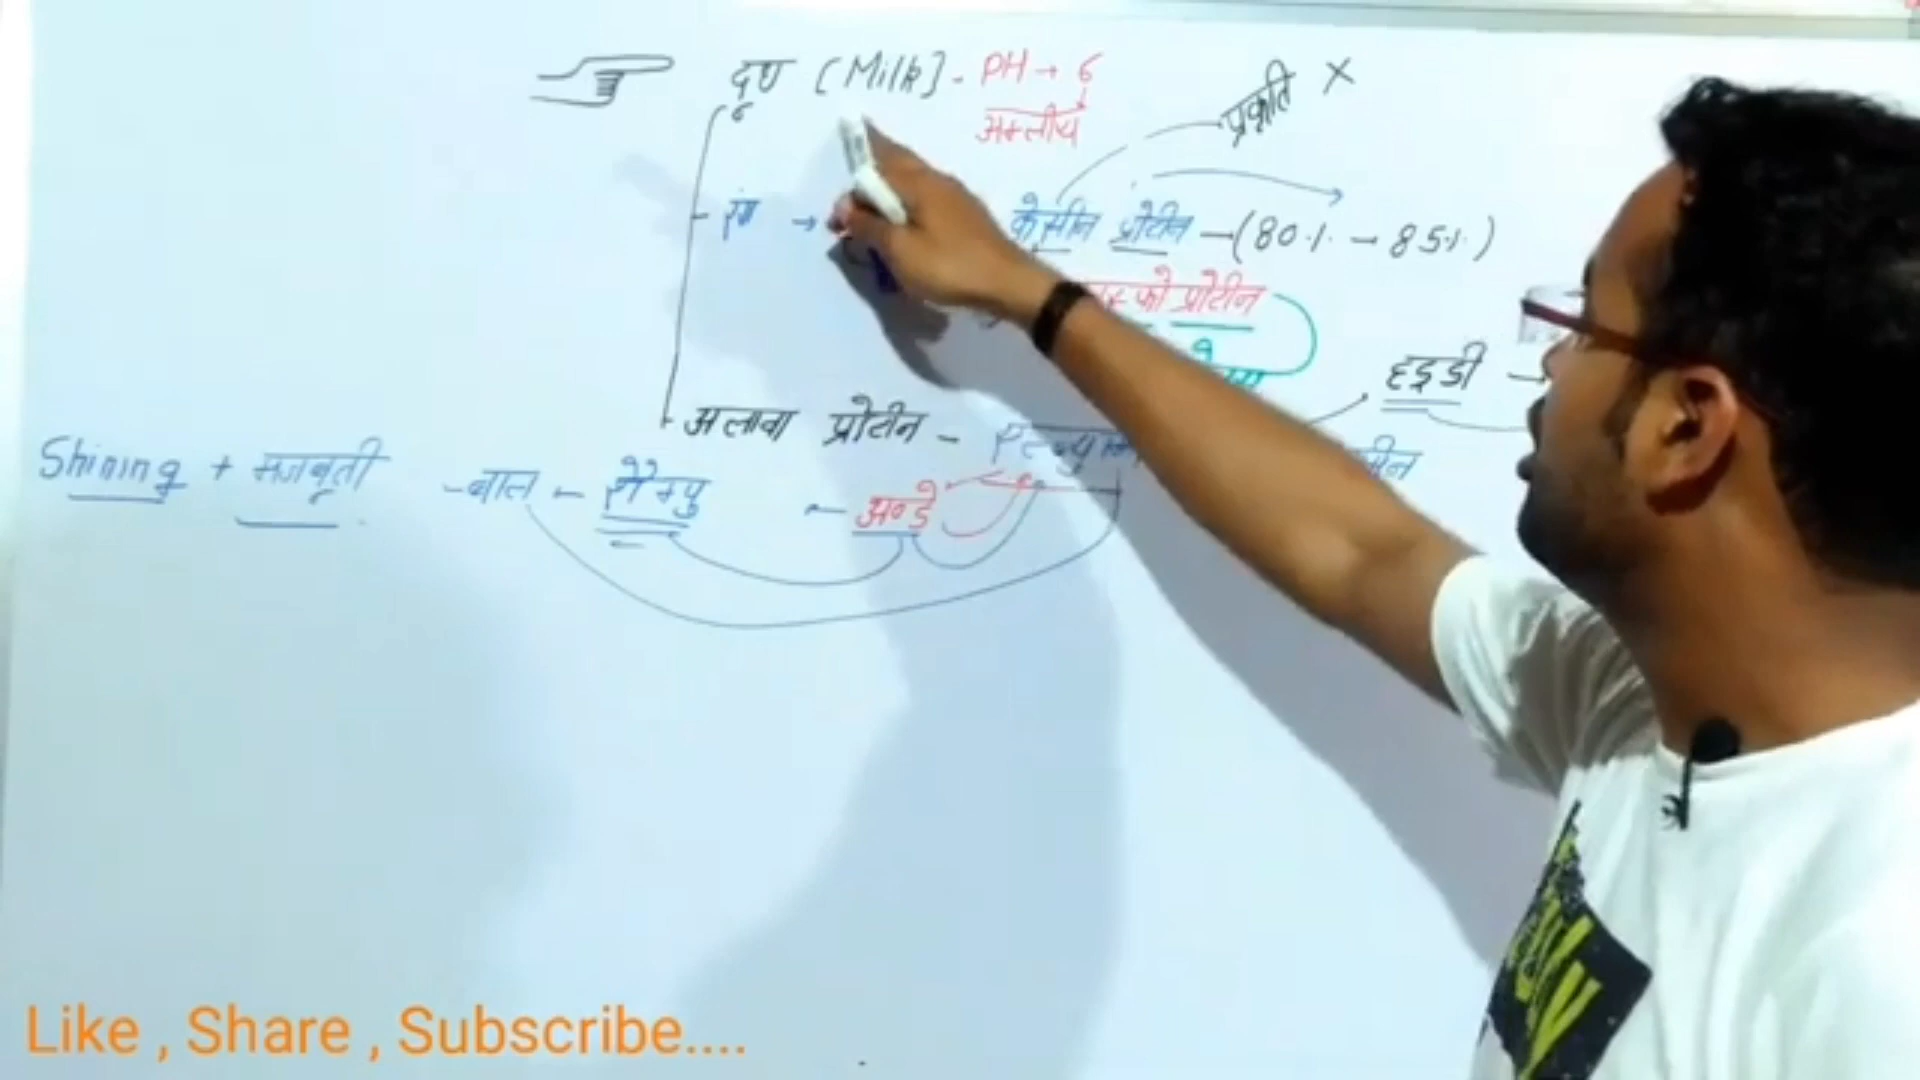 दूध (Milk) - PH → 6
अम्लीय
प्रकृति X
रंग →
केसीन प्रोटीन - (80% - 85%)
फो प्रोटीन
हड्डी →
अलावा प्रोटीन -
Shining + मजबूती - बाल ← शैम्पु ← अण्डे
Like , Share , Subscribe....